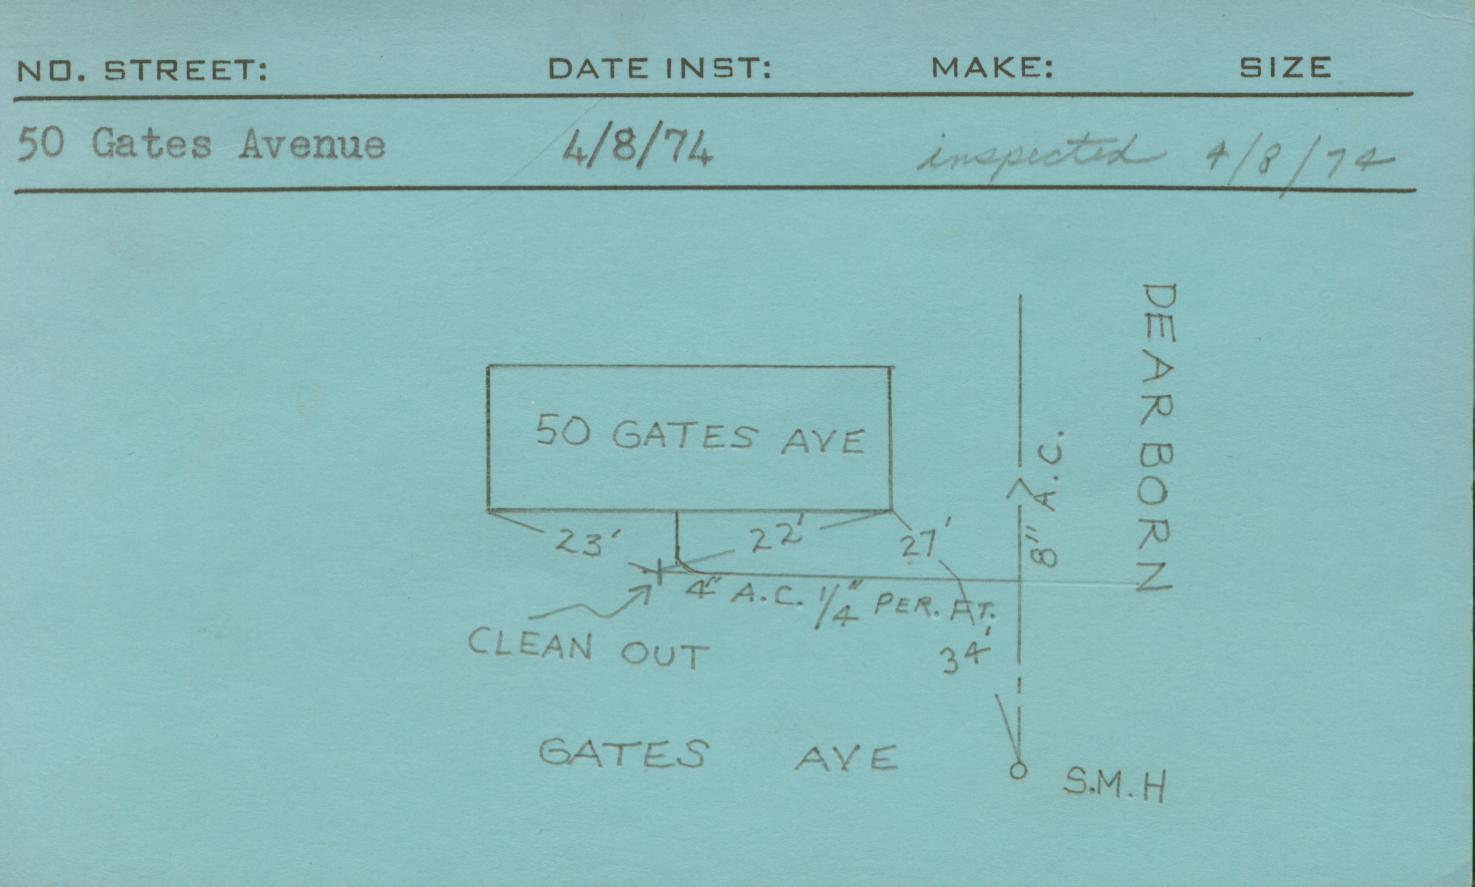 NO. STREET: DATE INST: MAKE: SIZE
50 Gates Avenue 4/8/74 inspected 4/8/74
DEARBORN
50 GATES AVE
8" A.C.
23' 22' 27'
4" A.C. 1/4" PER. FT.
CLEAN OUT
34'
GATES AVE
S.M.H